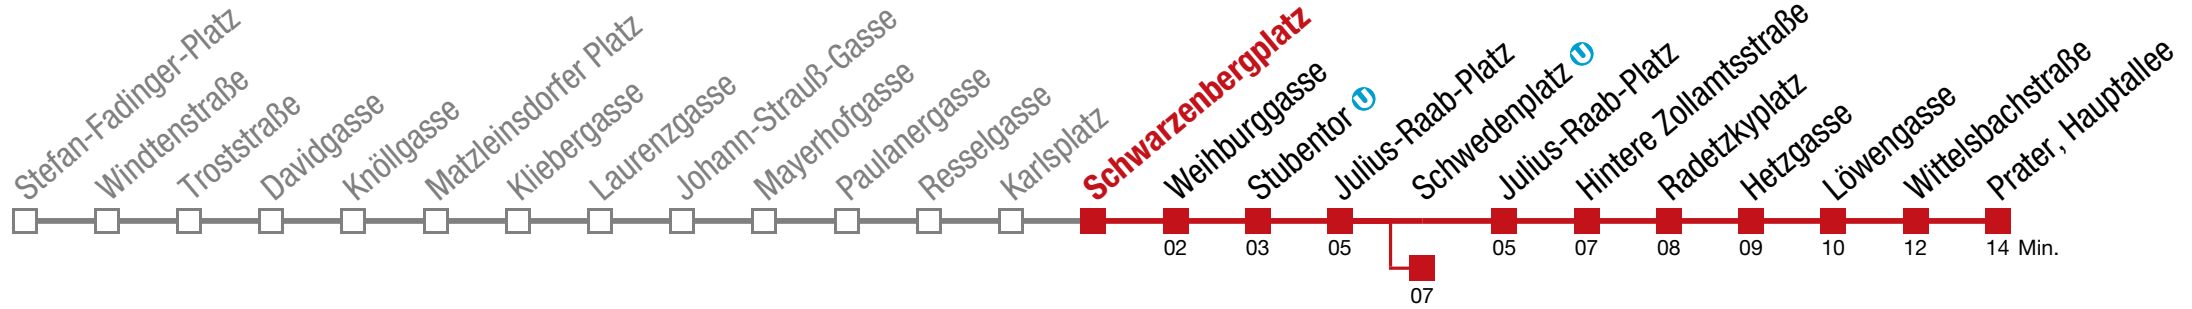 Stefan-Fadinger-Platz
Windtenstraße
Troststraße
Davidgasse
Knöllgasse
Matzleinsdorfer Platz
Kliebergasse
Laurenzgasse
Johann-Strauß-Gasse
Mayerhofgasse
Paulanergasse
Resselgasse
Karlsplatz
Schwarzenbergplatz
Weihburggasse
Stubentor U
Julius-Raab-Platz
Schwedenplatz U
Julius-Raab-Platz
Hintere Zollamtsstraße
Radetzkyplatz
Hetzgasse
Löwengasse
Wittelsbachstraße
Prater, Hauptallee
02 03 05 05 07 08 09 10 12 14 Min.
07